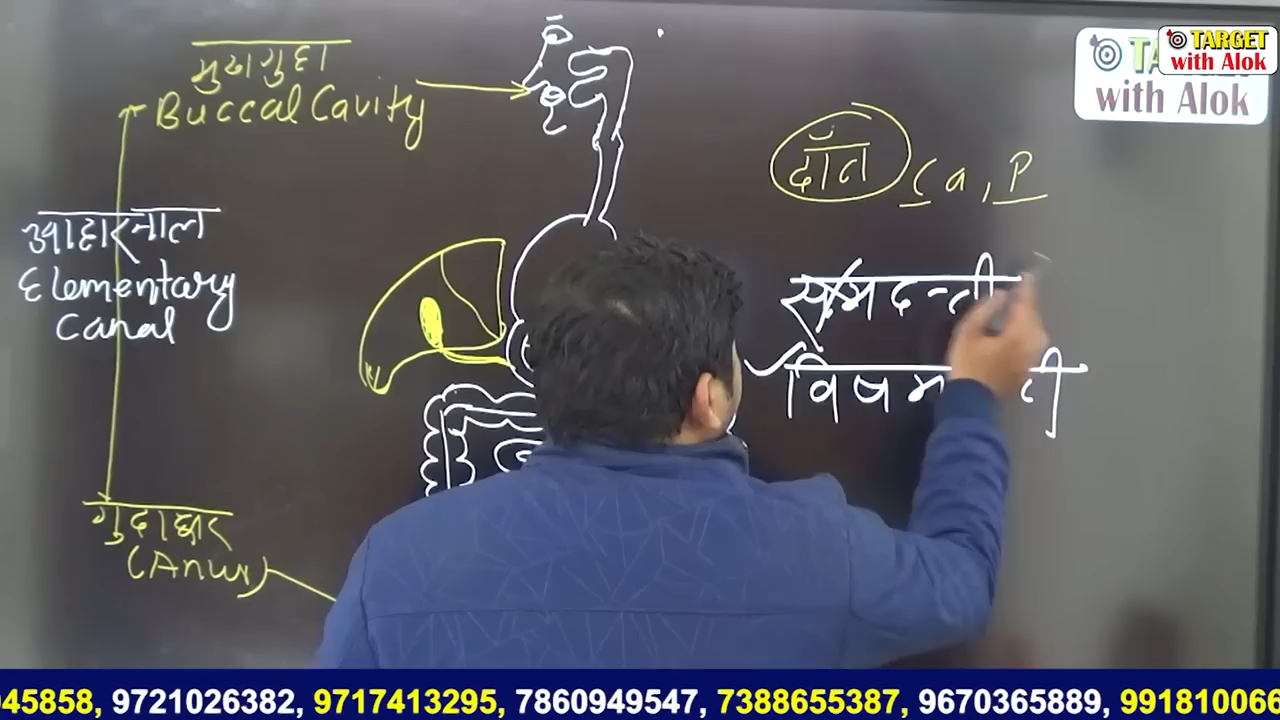 मुखगुहा
Buccal Cavity
आहारनाल
Elementary
Canal
गुदाद्वार
(Anus)
दाँत Ca, P
समदन्ती
विषम ती
TARGET
with Alok
with Alok
045858, 9721026382, 9717413295, 7860949547, 7388655387, 9670365889, 991810066